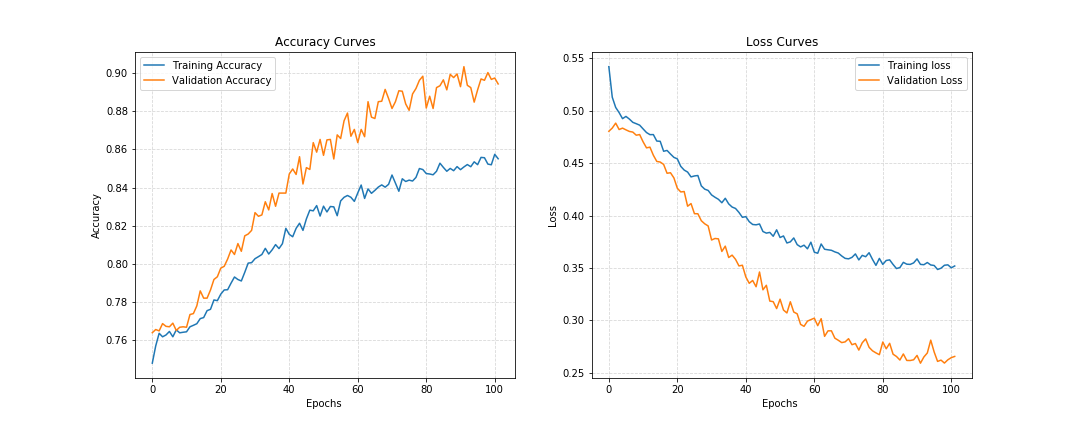 Accuracy Curves
Training Accuracy
Validation Accuracy
0.90
0.88
0.86
0.84
0.82
0.80
0.78
0.76
Accuracy
0 20 40 60 80 100
Epochs
Loss Curves
Training loss
Validation Loss
0.55
0.50
0.45
0.40
0.35
0.30
0.25
Loss
0 20 40 60 80 100
Epochs